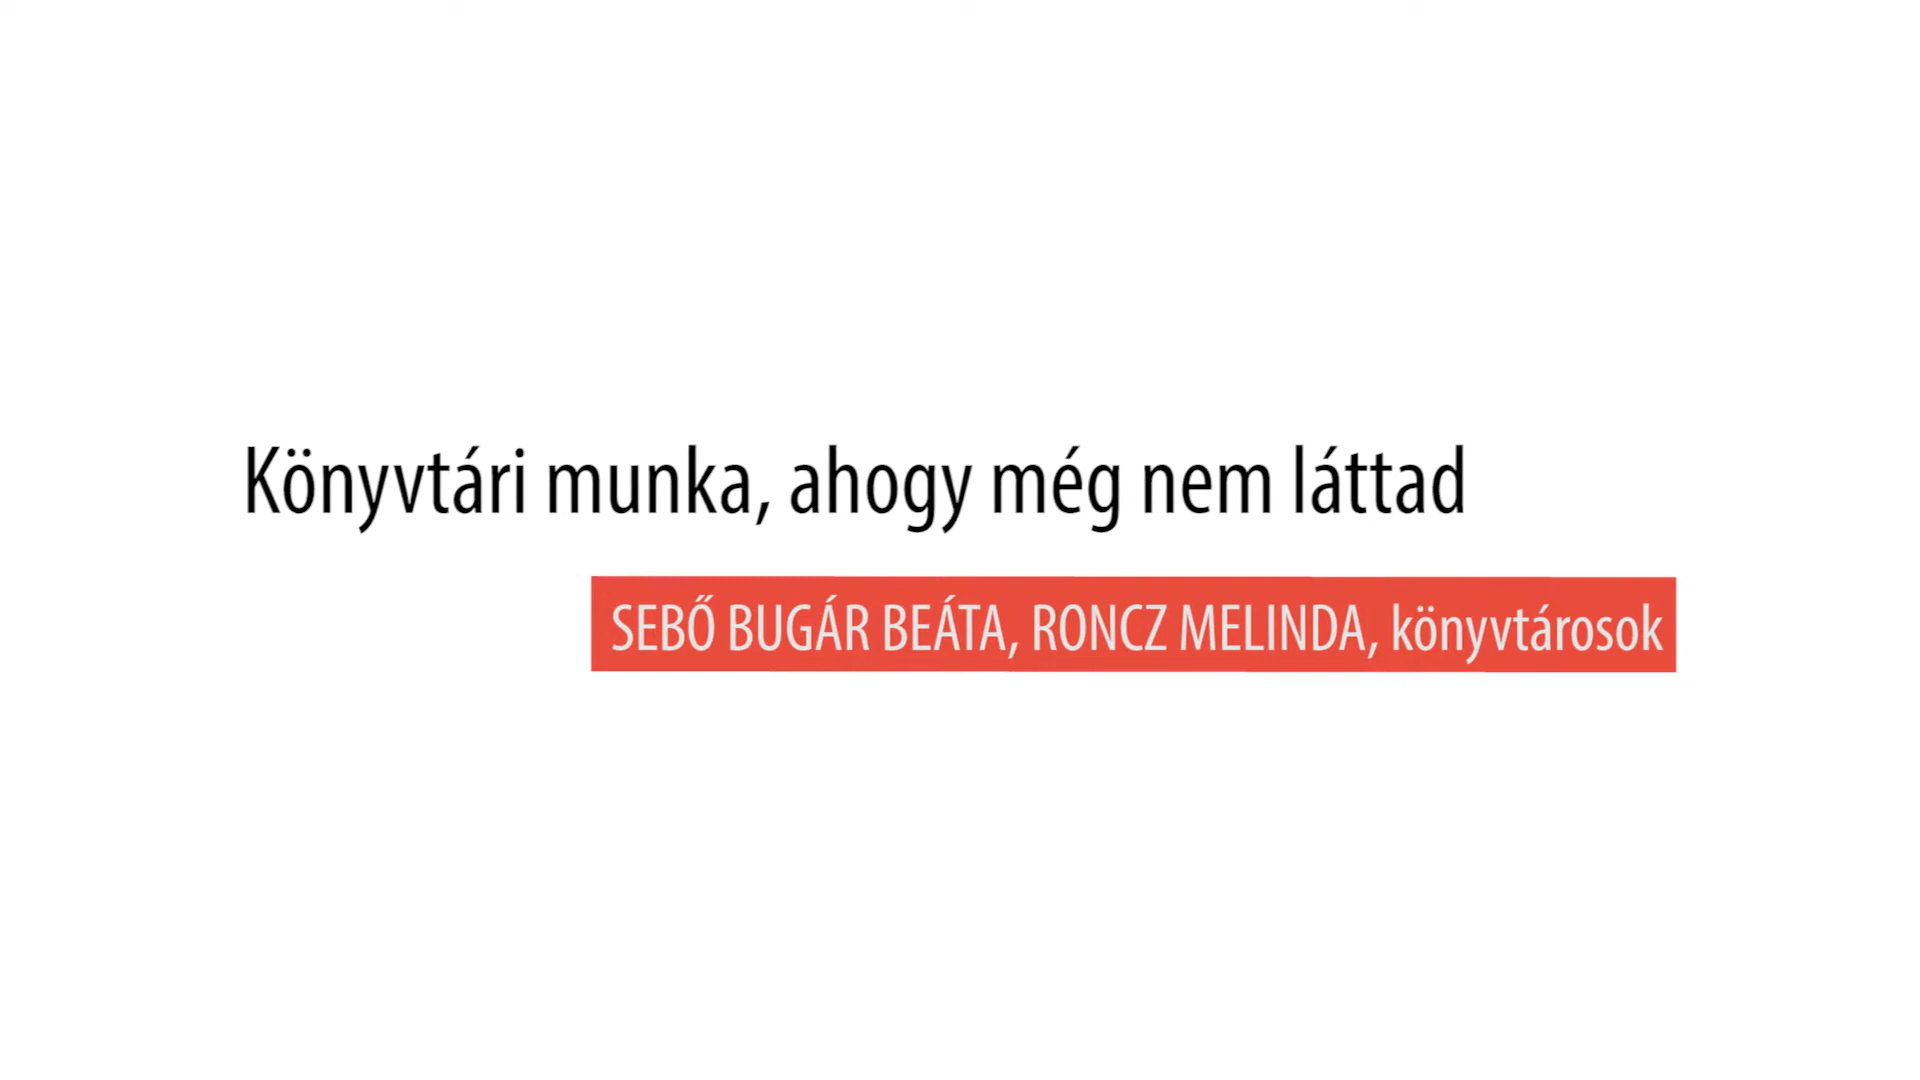 Könyvtári munka, ahogy még nem láttad
SEBŐ BUGÁR BEÁTA, RONCZ MELINDA, könyvtárosok